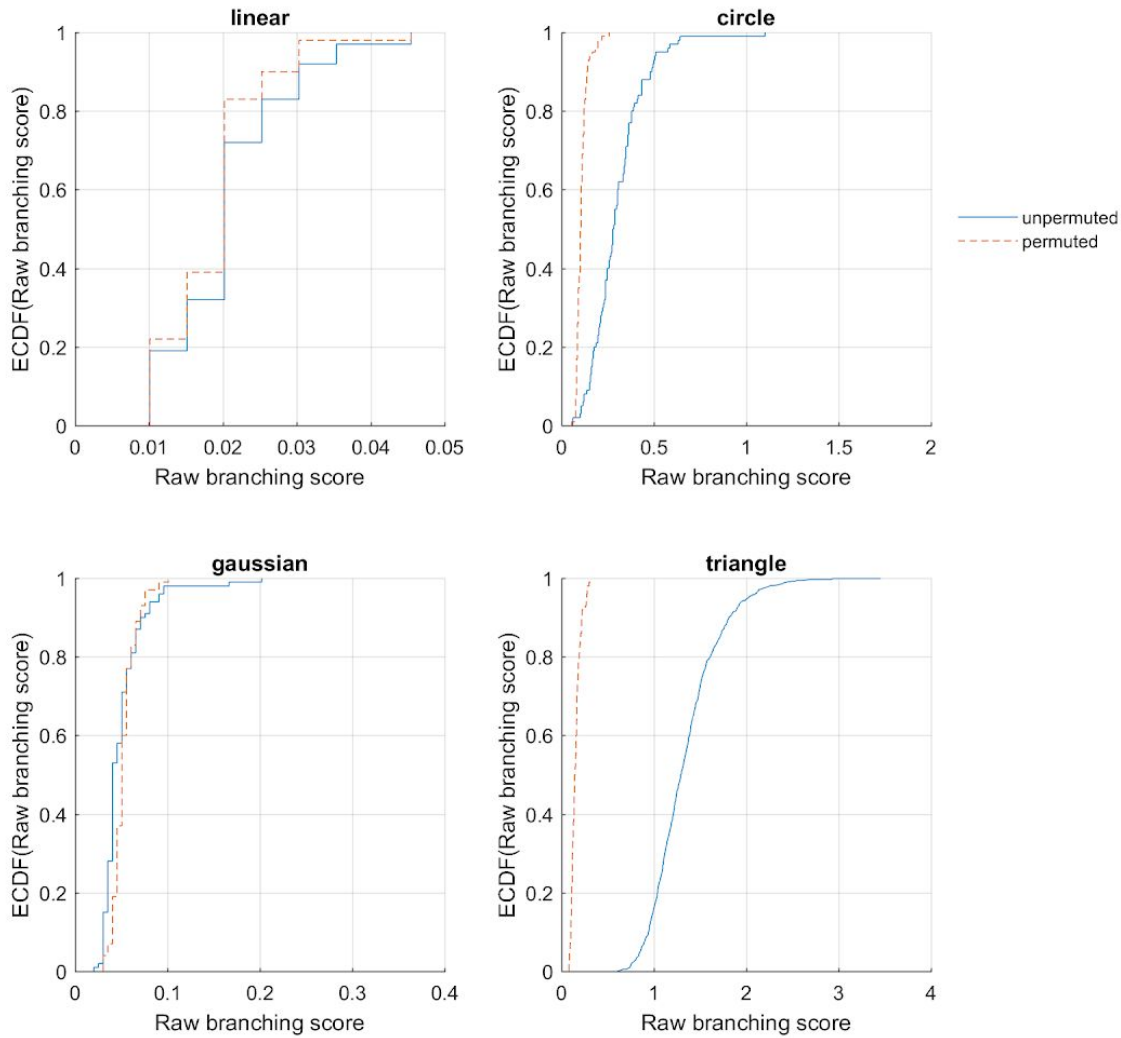 linear
1
0.8
0.6
0.4
0.2
0
ECDF(Raw branching score)
0 0.01 0.02 0.03 0.04 0.05
Raw branching score
circle
1
0.8
0.6
0.4
0.2
0
ECDF(Raw branching score)
0 0.5 1 1.5 2
Raw branching score
unpermuted
permuted
gaussian
1
0.8
0.6
0.4
0.2
0
ECDF(Raw branching score)
0 0.1 0.2 0.3 0.4
Raw branching score
triangle
1
0.8
0.6
0.4
0.2
0
ECDF(Raw branching score)
0 1 2 3 4
Raw branching score